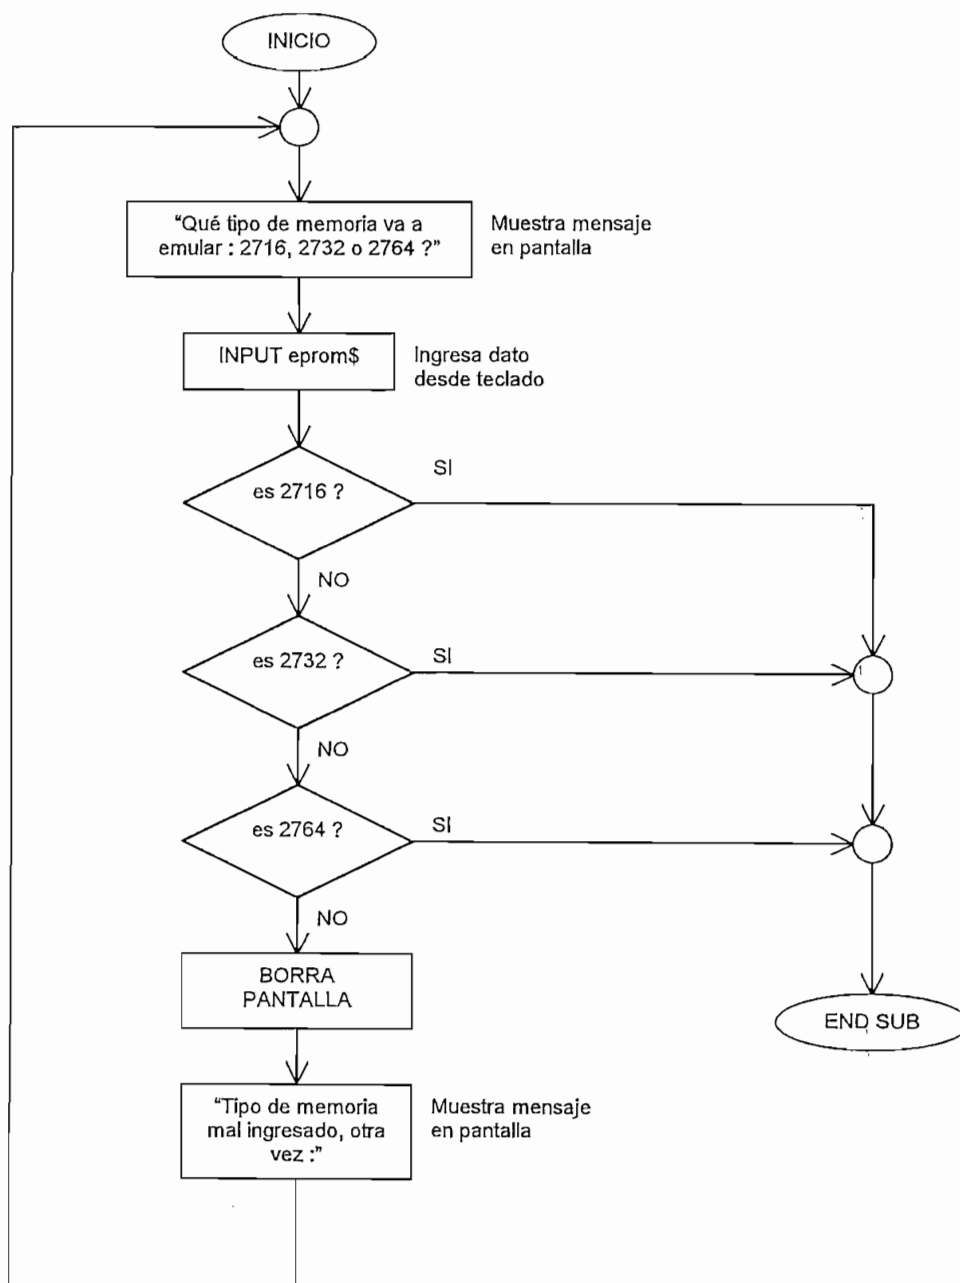 INICIO
“Qué tipo de memoria va a
emular : 2716, 2732 o 2764 ?”
Muestra mensaje
en pantalla
INPUT eprom$
Ingresa dato
desde teclado
es 2716 ?
SI
NO
es 2732 ?
SI
NO
es 2764 ?
SI
NO
BORRA
PANTALLA
END SUB
“Tipo de memoria
mal ingresado, otra
vez :”
Muestra mensaje
en pantalla